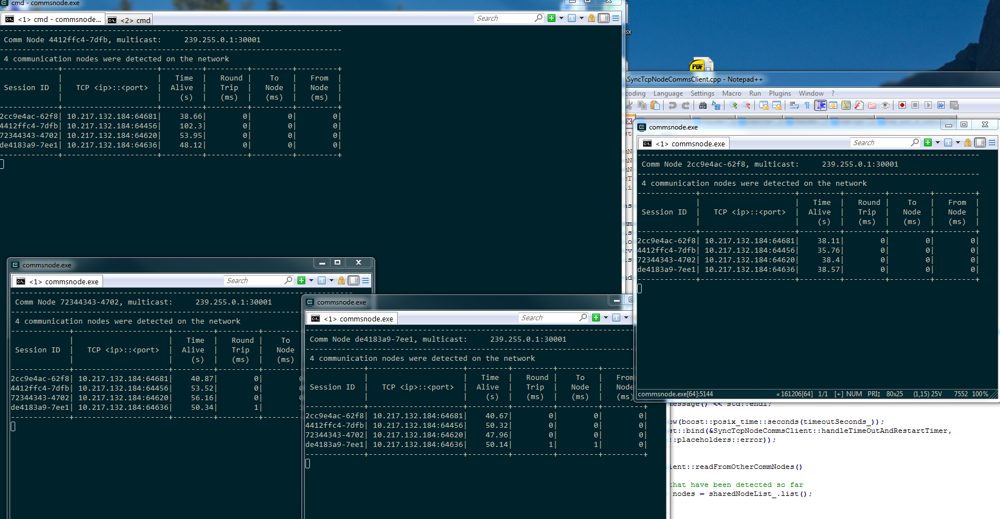 cmd - commsnode.exe
<1> cmd - commsnode... <2> cmd Search
Comm Node 4412ffc4-7dfb, multicast: 239.255.0.1:30001
4 communication nodes were detected on the network
Session ID | TCP <ip>::<port> | Time Alive (s) | Round Trip (ms) | To Node (ms) | From Node (ms) |
2cc9e4ac-62f8| 10.217.132.184:64681| 38.66| 0| 0| 0|
4412ffc4-7dfb| 10.217.132.184:64456| 102.3| 0| 0| 0|
72344343-4702| 10.217.132.184:64620| 53.95| 0| 0| 0|
de4183a9-7ee1| 10.217.132.184:64636| 48.12| 0| 0| 0|
sx
PDF
\SyncTcpNodeCommsClient.cpp - Notepad++
coding Language Settings Macro Run Plugins Window ?
commsnode.exe
<1> commsnode.exe Search
Comm Node 2cc9e4ac-62f8, multicast: 239.255.0.1:30001
4 communication nodes were detected on the network
Session ID | TCP <ip>::<port> | Time Alive (s) | Round Trip (ms) | To Node (ms) | From Node (ms) |
2cc9e4ac-62f8| 10.217.132.184:64681| 38.11| 0| 0| 0|
4412ffc4-7dfb| 10.217.132.184:64456| 35.76| 0| 0| 0|
72344343-4702| 10.217.132.184:64620| 38.4| 0| 0| 0|
de4183a9-7ee1| 10.217.132.184:64636| 38.57| 0| 0| 0|
commsnode.exe[64]:5144 «161206[64] 1/1 [+] NUM PRI↕ 80x25 (1,15) 25V 7552 100%
commsnode.exe
<1> commsnode.exe Search
Comm Node 72344343-4702, multicast: 239.255.0.1:30001
4 communication nodes were detected on the network
Session ID | TCP <ip>::<port> | Time Alive (s) | Round Trip (ms) | To Node (ms)
2cc9e4ac-62f8| 10.217.132.184:64681| 40.87| 0|
4412ffc4-7dfb| 10.217.132.184:64456| 53.52| 0|
72344343-4702| 10.217.132.184:64620| 56.16| 0|
de4183a9-7ee1| 10.217.132.184:64636| 50.34| 1|
commsnode.exe
<1> commsnode.exe Search
Comm Node de4183a9-7ee1, multicast: 239.255.0.1:30001
4 communication nodes were detected on the network
Session ID | TCP <ip>::<port> | Time Alive (s) | Round Trip (ms) | To Node (ms) | From Node (ms)
2cc9e4ac-62f8| 10.217.132.184:64681| 40.67| 0| 0| 0|
4412ffc4-7dfb| 10.217.132.184:64456| 50.32| 0| 0| 0|
72344343-4702| 10.217.132.184:64620| 47.96| 0| 0| 0|
de4183a9-7ee1| 10.217.132.184:64636| 50.14| 1| 1| 0|
message() << std::endl;
ow(boost::posix_time::seconds(timeoutSeconds_));
st::bind(&SyncTcpNodeCommsClient::handleTimeOutAndRestartTimer,
::placeholders::error));
ient::readFromOtherCommNodes()
that have been detected so far
nodes = sharedNodeList_.list();